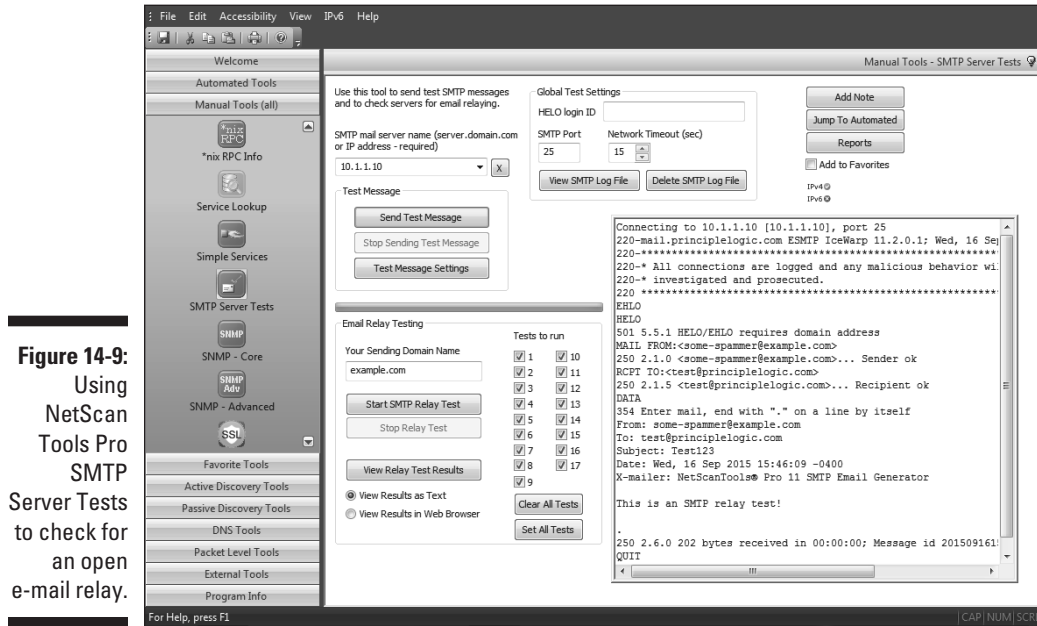 File Edit Accessibility View IPv6 Help
Welcome
Automated Tools
Manual Tools (all)
*nix RPC
*nix RPC Info
Service Lookup
Simple Services
SMTP Server Tests
SNMP
SNMP - Core
SNMP Adv
SNMP - Advanced
SSL
Favorite Tools
Active Discovery Tools
Passive Discovery Tools
DNS Tools
Packet Level Tools
External Tools
Program Info
For Help, press F1
Manual Tools - SMTP Server Tests
Use this tool to send test SMTP messages
and to check servers for email relaying.
SMTP mail server name (server.domain.com
or IP address - required)
10.1.1.10
X
Test Message
Send Test Message
Stop Sending Test Message
Test Message Settings
Global Test Settings
HELO login ID
SMTP Port Network Timeout (sec)
25 15
View SMTP Log File Delete SMTP Log File
Add Note
Jump To Automated
Reports
Add to Favorites
IPv4
IPv6
Email Relay Testing
Your Sending Domain Name
example.com
Start SMTP Relay Test
Stop Relay Test
View Relay Test Results
View Results as Text
View Results in Web Browser
Tests to run
1 10
2 11
3 12
4 13
5 14
6 15
7 16
8 17
9
Clear All Tests
Set All Tests
Connecting to 10.1.1.10 [10.1.1.10], port 25
220-mail.principlelogic.com ESMTP IceWarp 11.2.0.1; Wed, 16 Sep
220-*****************************************************
220-* All connections are logged and any malicious behavior wil
220-* investigated and prosecuted.
220 *****************************************************
EHLO
HELO
501 5.5.1 HELO/EHLO requires domain address
MAIL FROM:<some-spammer@example.com>
250 2.1.0 <some-spammer@example.com>... Sender ok
RCPT TO:<test@principlelogic.com>
250 2.1.5 <test@principlelogic.com>... Recipient ok
DATA
354 Enter mail, end with "." on a line by itself
From: some-spammer@example.com
To: test@principlelogic.com
Subject: Test123
Date: Wed, 16 Sep 2015 15:46:09 -0400
X-mailer: NetScanTools® Pro 11 SMTP Email Generator
This is an SMTP relay test!
.
250 2.6.0 202 bytes received in 00:00:00; Message id 201509161
QUIT
CAP NUM SCR
Figure 14-9:
Using
NetScan
Tools Pro
SMTP
Server Tests
to check for
an open
e-mail relay.